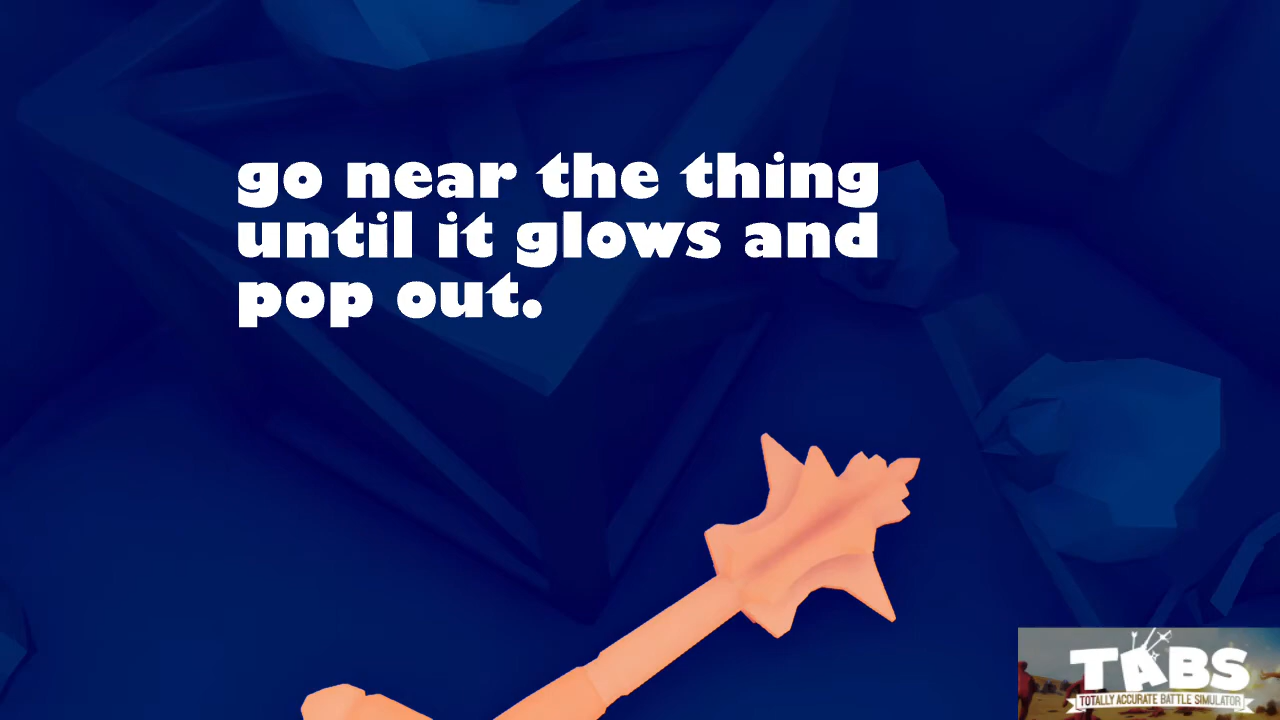 go near the thing
until it glows and
pop out.
TABS
TOTALLY ACCURATE BATTLE SIMULATOR